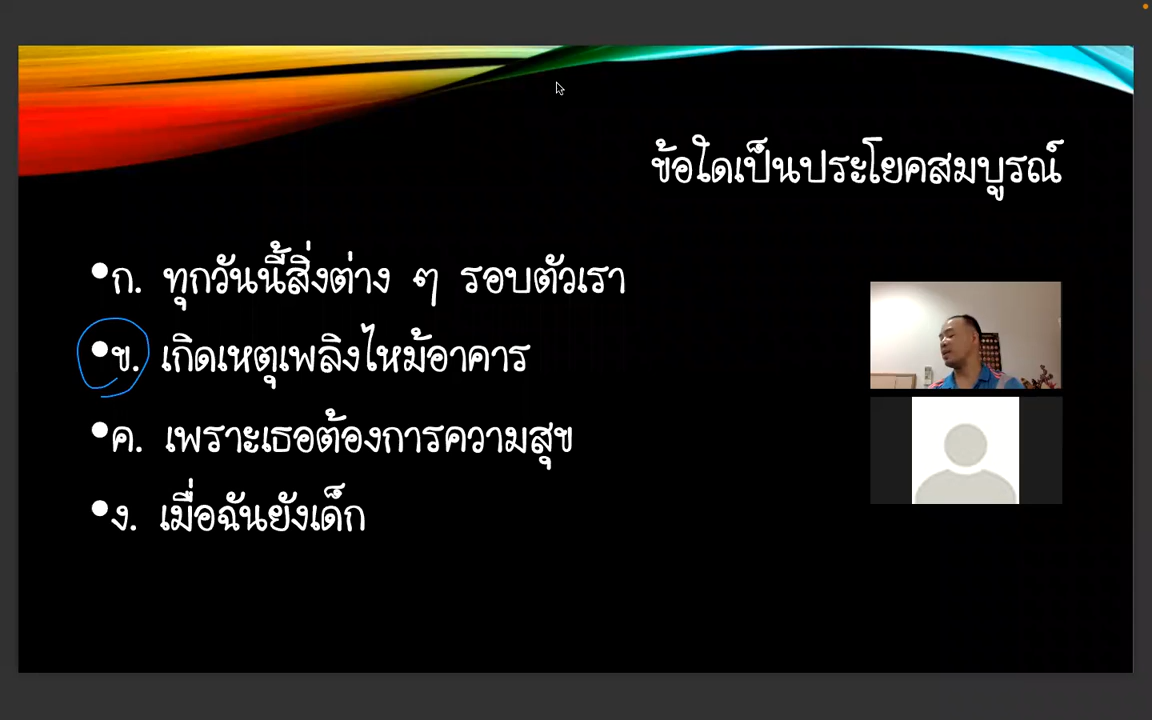 ข้อใดเป็นประโยคสมบูรณ์
•ก. ทุกวันนี้สิ่งต่าง ๆ รอบตัวเรา
•ข. เกิดเหตุเพลิงไหม้อาคาร
•ค. เพราะเธอต้องการความสุข
•ง. เมื่อฉันยังเด็ก